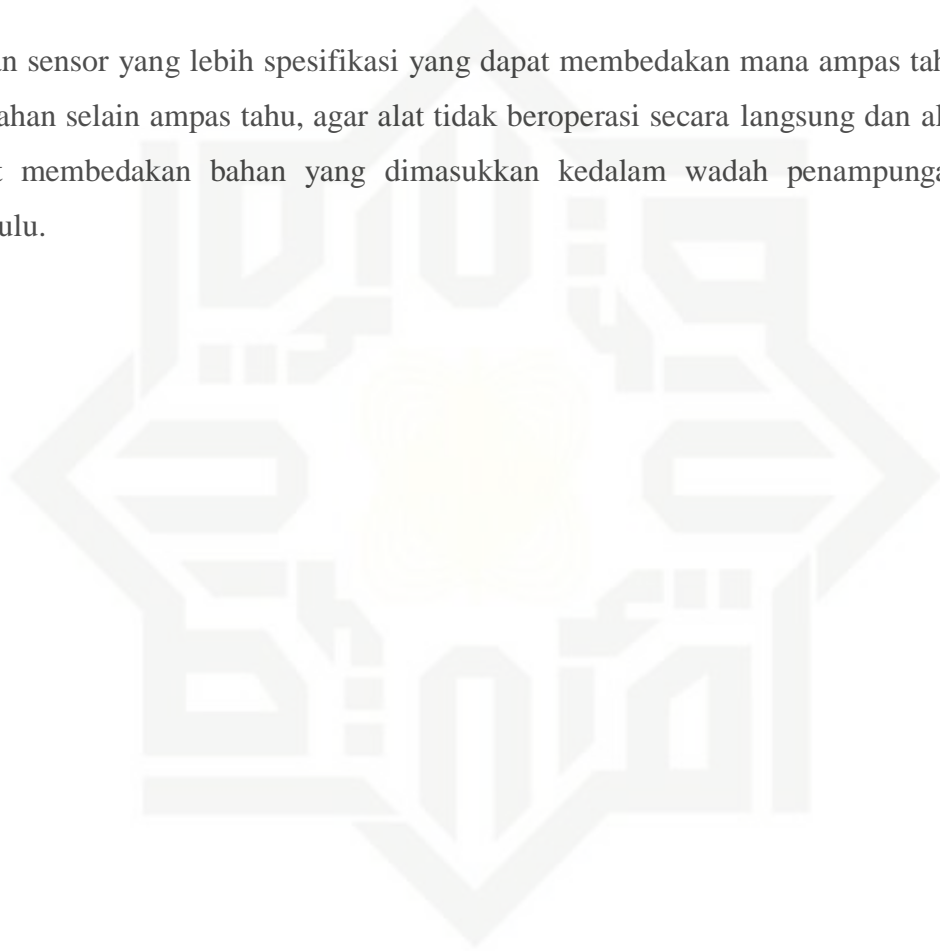 n sensor yang lebih spesifikasi yang dapat membedakan mana ampas tah
ahan selain ampas tahu, agar alat tidak beroperasi secara langsung dan al
t membedakan bahan yang dimasukkan kedalam wadah penampunga
ulu.